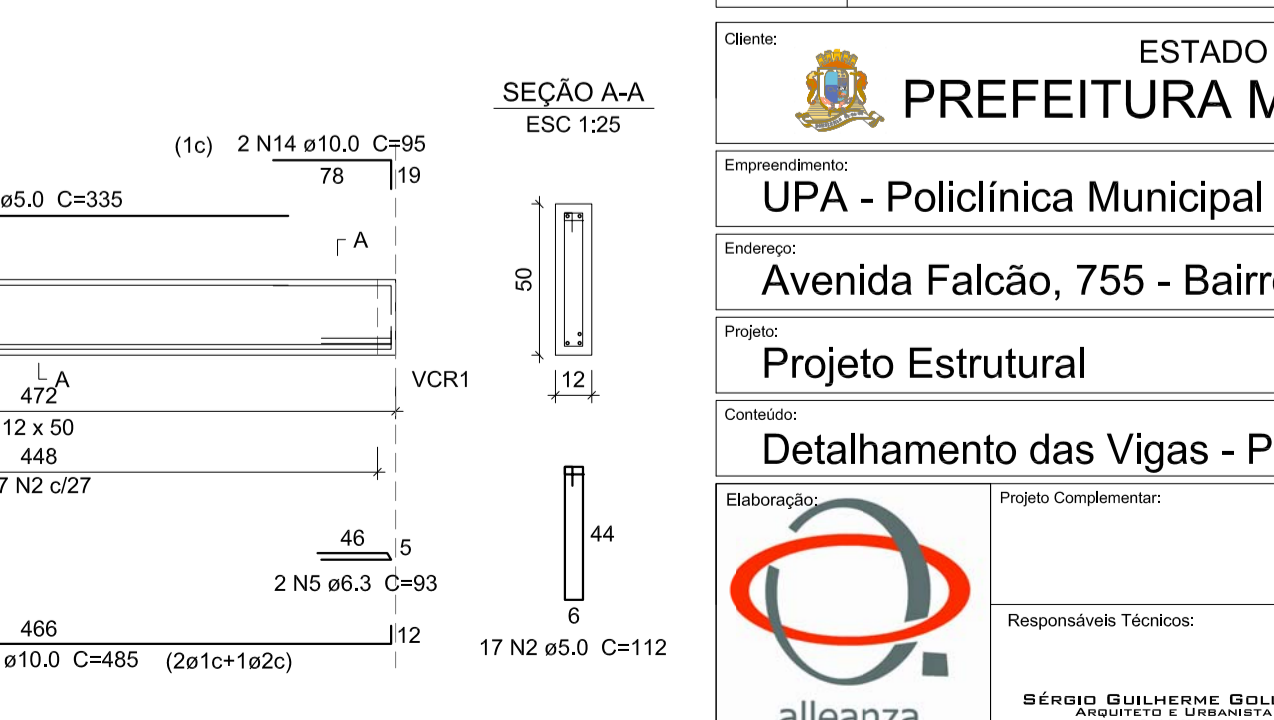 SEÇÃO A-A
ESC 1:25
(1c) 2 N14 ø10.0 C=95
78 19
ø5.0 C=335
A
50
12
A
472
VCR1
12 x 50
448
7 N2 c/27
46 5
2 N5 ø6.3 C=93
44
6
17 N2 ø5.0 C=112
466 12
ø10.0 C=485 (2ø1c+1ø2c)
Cliente:
ESTADO
PREFEITURA M
Empreendimento:
UPA - Policlínica Municipal
Endereço:
Avenida Falcão, 755 - Bairr
Projeto:
Projeto Estrutural
Conteúdo:
Detalhamento das Vigas - P
Elaboração:
alleanza
Projeto Complementar:
Responsáveis Técnicos:
SÉRGIO GUILHERME GOL
ARQUITETO E URBANISTA